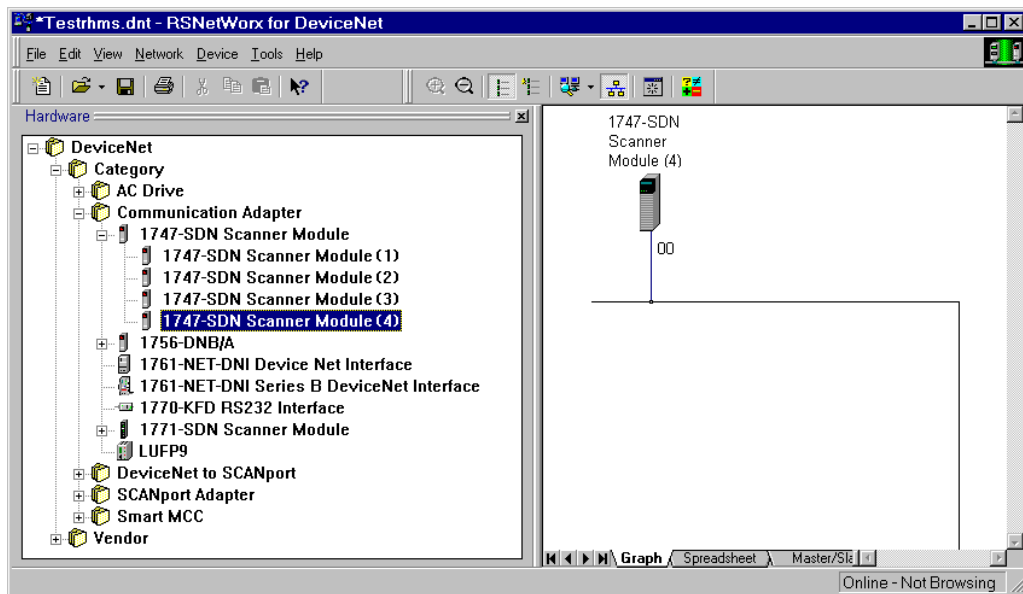 *Testrhms.dnt - RSNetWorx for DeviceNet
File Edit View Network Device Tools Help
Hardware
DeviceNet
Category
AC Drive
Communication Adapter
1747-SDN Scanner Module
1747-SDN Scanner Module (1)
1747-SDN Scanner Module (2)
1747-SDN Scanner Module (3)
1747-SDN Scanner Module (4)
1756-DNB/A
1761-NET-DNI Device Net Interface
1761-NET-DNI Series B DeviceNet Interface
1770-KFD RS232 Interface
1771-SDN Scanner Module
LUFP9
DeviceNet to SCANport
SCANport Adapter
Smart MCC
Vendor
1747-SDN
Scanner
Module (4)
00
Graph Spreadsheet Master/Sla
Online - Not Browsing